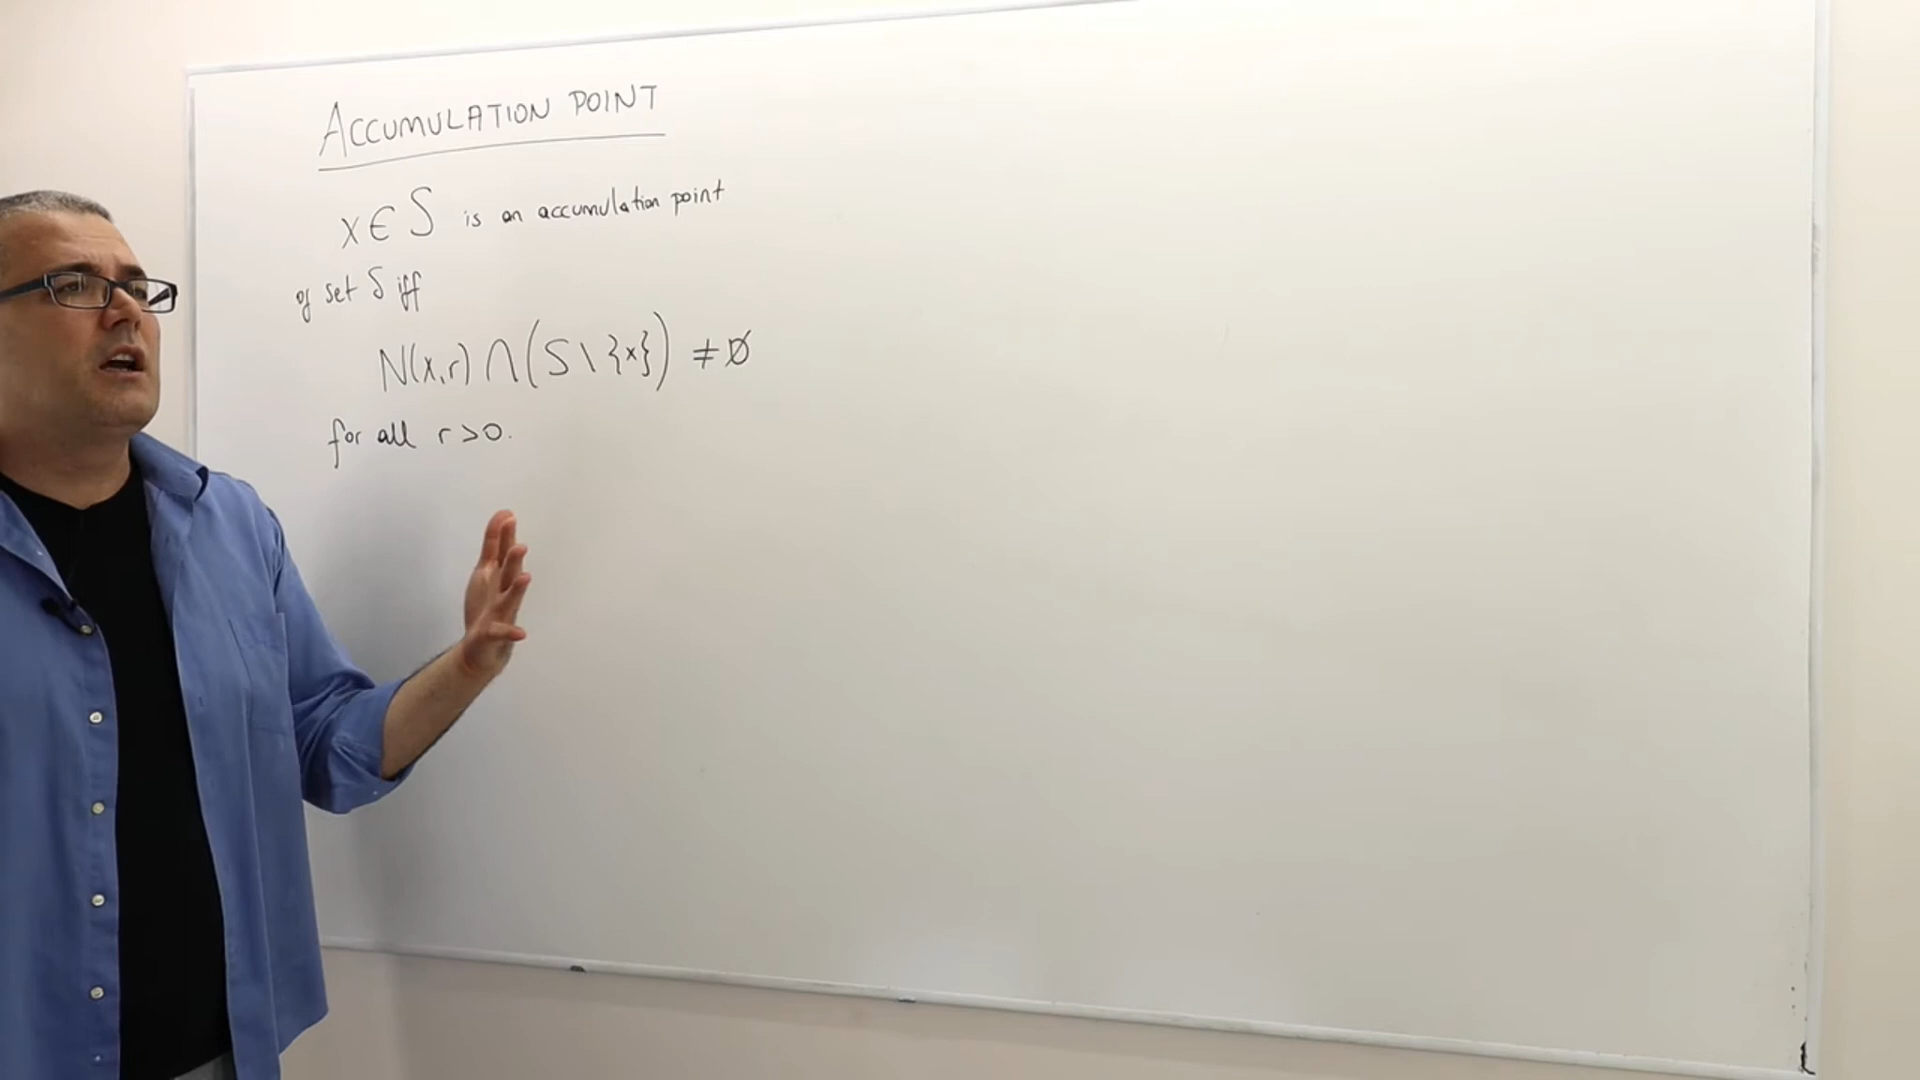 ACCUMULATION POINT
x ∈ S is an accumulation point
of set S iff
N(x,r) ∩ (S \ {x}) ≠ ∅
for all r > 0.